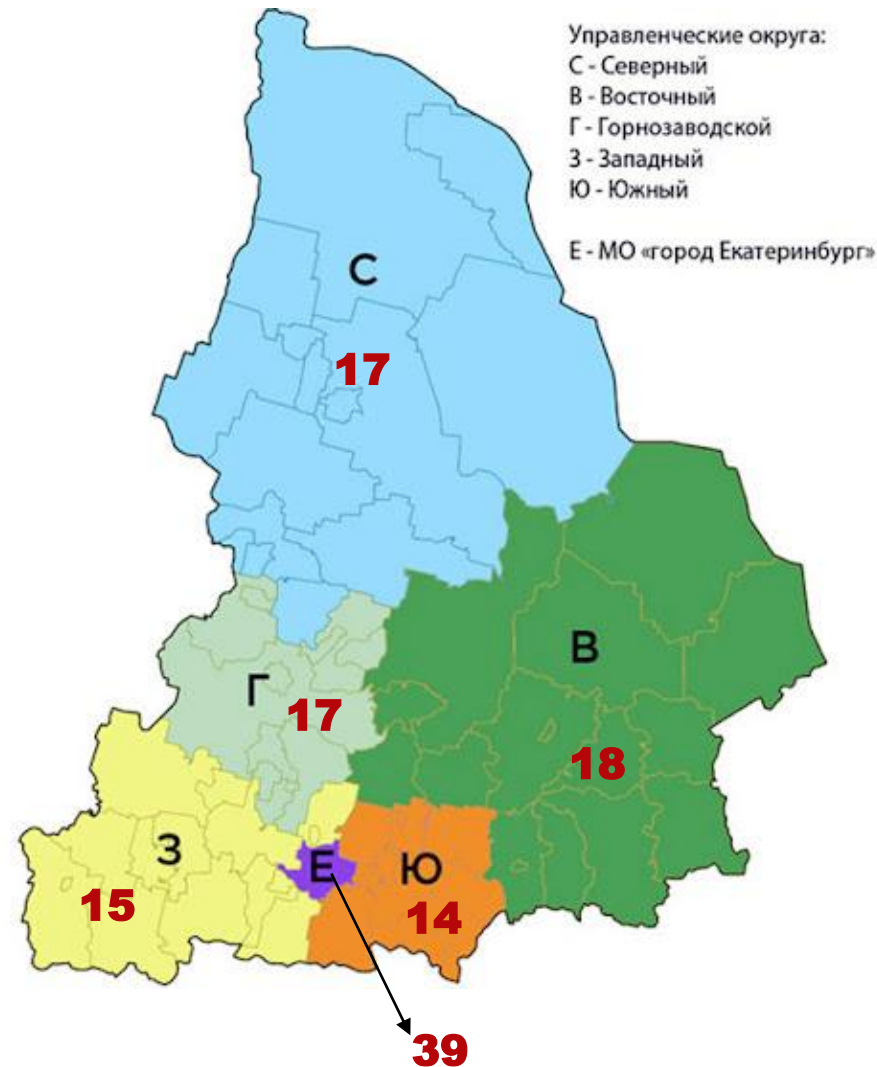 Управленческие округа:
С - Северный
В - Восточный
Г - Горнозаводской
З - Западный
Ю - Южный
Е - МО «город Екатеринбург»
С
17
В
Г
17
18
З
Е
Ю
15
14
39